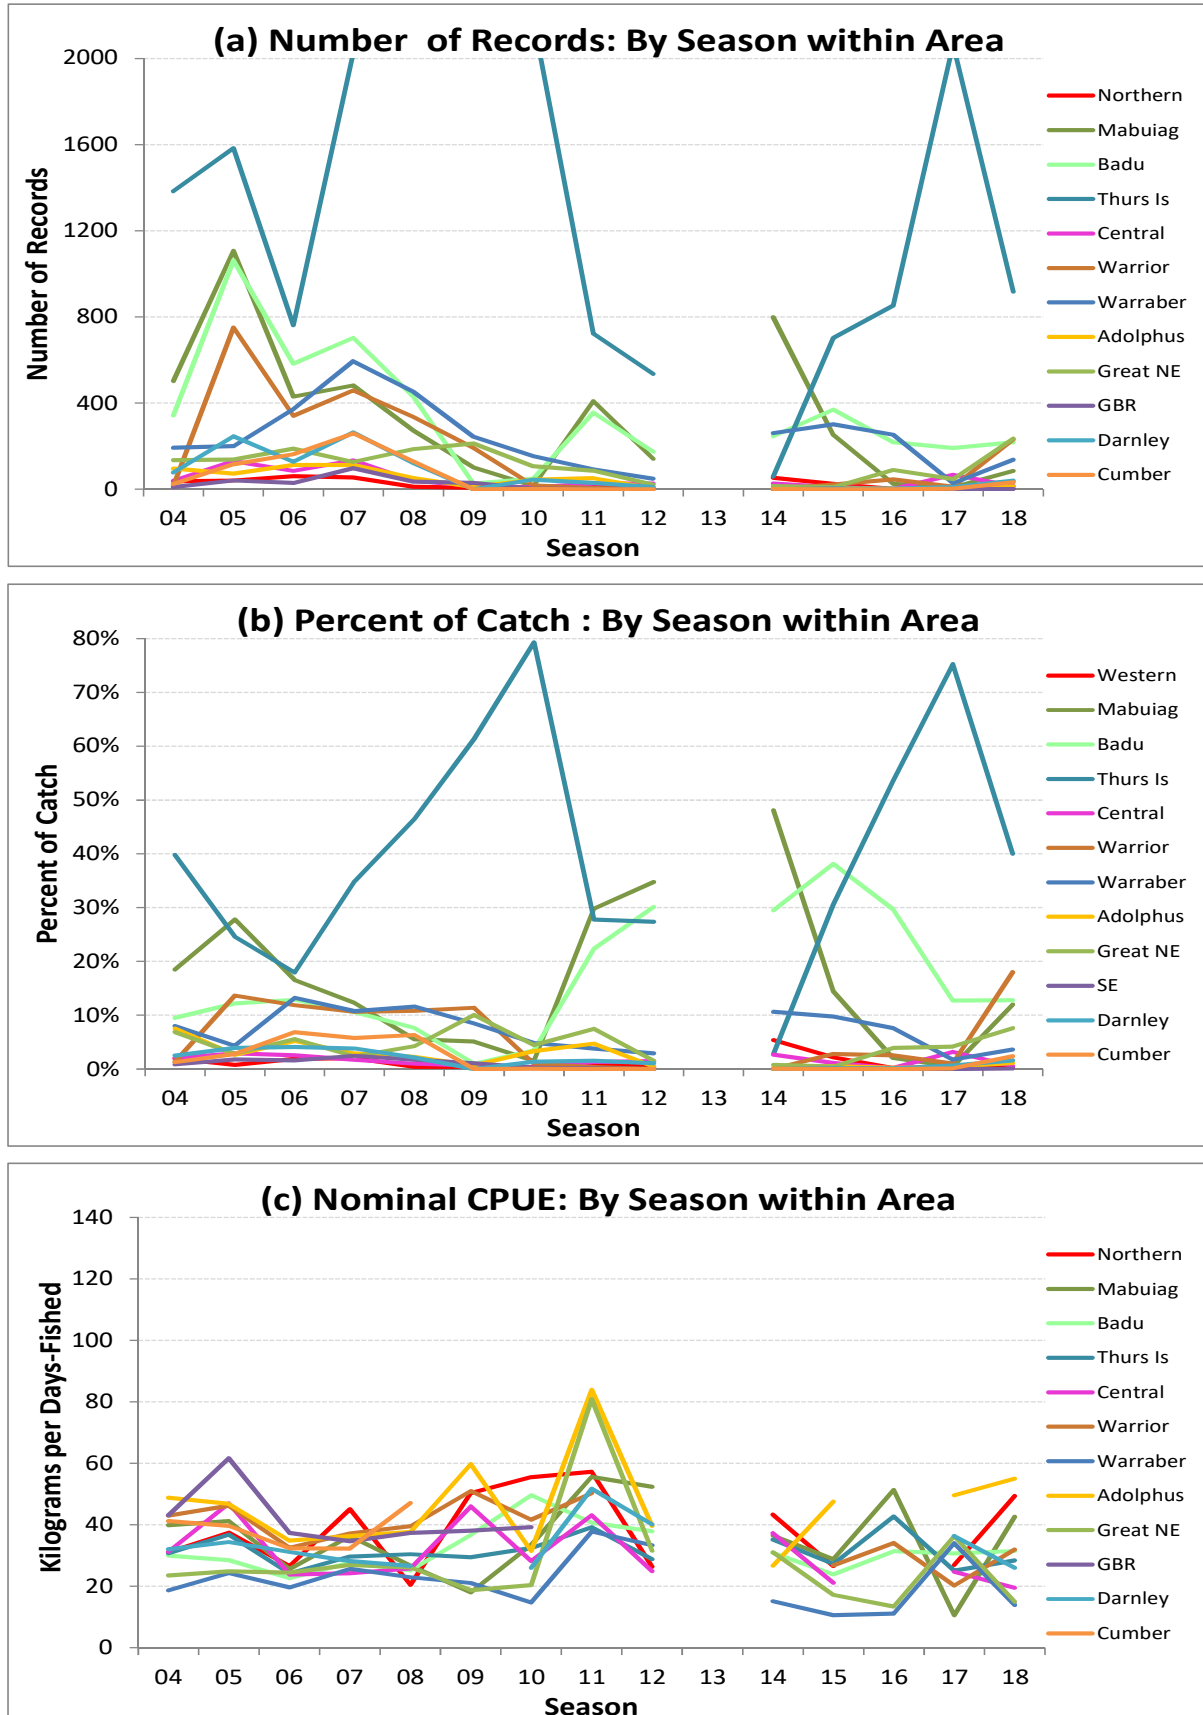 (a) Number of Records: By Season within Area
Number of Records
2000
1600
1200
800
400
0
04 05 06 07 08 09 10 11 12 13 14 15 16 17 18
Season
Northern
Mabuiag
Badu
Thurs Is
Central
Warrior
Warraber
Adolphus
Great NE
GBR
Darnley
Cumber
(b) Percent of Catch : By Season within Area
Percent of Catch
80%
70%
60%
50%
40%
30%
20%
10%
0%
04 05 06 07 08 09 10 11 12 13 14 15 16 17 18
Season
Western
Mabuiag
Badu
Thurs Is
Central
Warrior
Warraber
Adolphus
Great NE
SE
Darnley
Cumber
(c) Nominal CPUE: By Season within Area
Kilograms per Days-Fished
140
120
100
80
60
40
20
0
04 05 06 07 08 09 10 11 12 13 14 15 16 17 18
Season
Northern
Mabuiag
Badu
Thurs Is
Central
Warrior
Warraber
Adolphus
Great NE
GBR
Darnley
Cumber